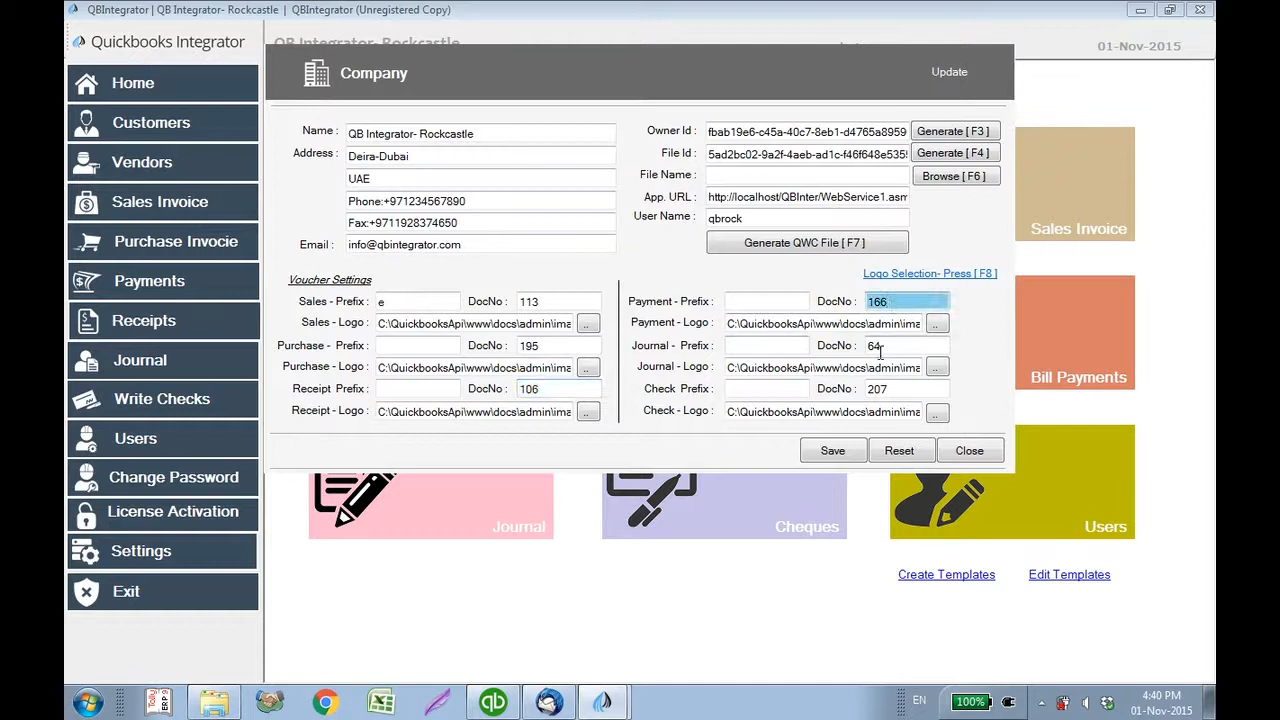 QBIntegrator | QB Integrator- Rockcastle | QBIntegrator (Unregistered Copy)
Quickbooks Integrator
QB Integrator- Rockcastle
01-Nov-2015
Home
Customers
Vendors
Sales Invoice
Purchase Invocie
Payments
Receipts
Journal
Write Checks
Users
Change Password
License Activation
Settings
Exit
Company
Update
Name : QB Integrator- Rockcastle
Address : Deira-Dubai
UAE
Phone:+971234567890
Fax:+9711928374650
Email : info@qbintegrator.com
Owner Id : fbab19e6-c45a-40c7-8eb1-d4765a8959 Generate [ F3 ]
File Id : 5ad2bc02-9a2f-4aeb-ad1c-f46f648e535 Generate [ F4 ]
File Name : Browse [ F6 ]
App. URL : http://localhost/QBInter/WebService1.asm
User Name : qbrock
Generate QWC File [ F7 ]
Logo Selection- Press [ F8 ]
Voucher Settings
Sales - Prefix : e DocNo : 113
Sales - Logo : C:\QuickbooksApi\www\docs\admin\ima ..
Purchase - Prefix : DocNo : 195
Purchase - Logo : C:\QuickbooksApi\www\docs\admin\ima ..
Receipt Prefix : DocNo : 106
Receipt - Logo : C:\QuickbooksApi\www\docs\admin\ima ..
Payment - Prefix : DocNo : 166
Payment - Logo : C:\QuickbooksApi\www\docs\admin\ima ..
Journal - Prefix : DocNo : 64
Journal - Logo : C:\QuickbooksApi\www\docs\admin\ima ..
Check Prefix : DocNo : 207
Check - Logo : C:\QuickbooksApi\www\docs\admin\ima ..
Save Reset Close
Sales Invoice
Bill Payments
Journal
Cheques
Users
Create Templates Edit Templates
Tally ERP 9
qb
EN
100%
4:40 PM
01-Nov-2015